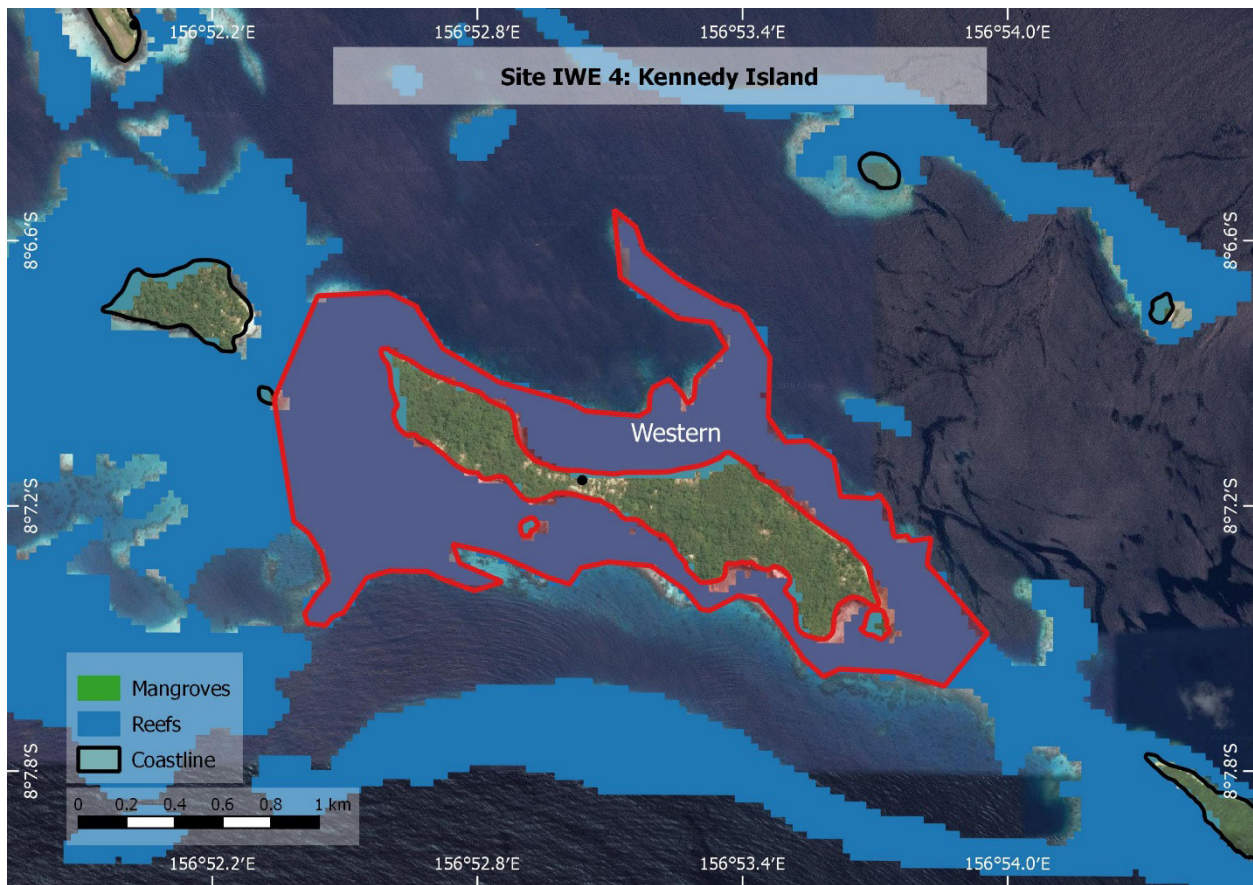 156°52.2′E 156°52.8′E 156°53.4′E 156°54.0′E
Site IWE 4: Kennedy Island
8°6.6′S 8°6.6′S
Western
8°7.2′S 8°7.2′S
Mangroves
Reefs
Coastline
8°7.8′S 8°7.8′S
0 0.2 0.4 0.6 0.8 1 km
156°52.2′E 156°52.8′E 156°53.4′E 156°54.0′E